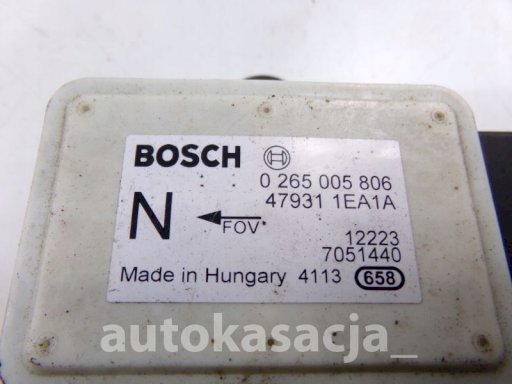 BOSCH
0 265 005 806
47931 1EA1A
N
FOV
12223
7051440
Made in Hungary 4113 658
autokasacja_